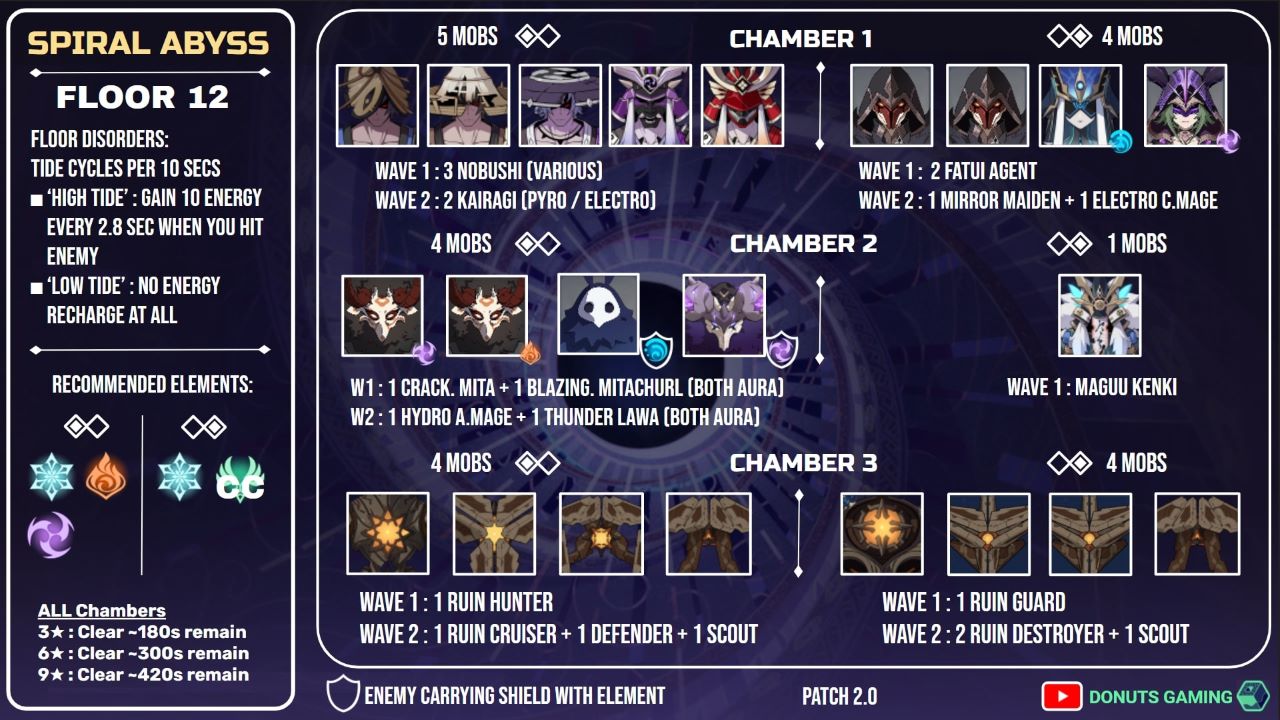 SPIRAL ABYSS
FLOOR 12
FLOOR DISORDERS:
TIDE CYCLES PER 10 SECS
■ ‘HIGH TIDE’ : GAIN 10 ENERGY
EVERY 2.8 SEC WHEN YOU HIT
ENEMY
■ ‘LOW TIDE’ : NO ENERGY
RECHARGE AT ALL
RECOMMENDED ELEMENTS:
CC
ALL Chambers
3★ : Clear ~180s remain
6★ : Clear ~300s remain
9★ : Clear ~420s remain
5 MOBS
CHAMBER 1
4 MOBS
WAVE 1 : 3 NOBUSHI (VARIOUS)
WAVE 2 : 2 KAIRAGI (PYRO / ELECTRO)
WAVE 1 : 2 FATUI AGENT
WAVE 2 : 1 MIRROR MAIDEN + 1 ELECTRO C.MAGE
4 MOBS
CHAMBER 2
1 MOBS
W1 : 1 CRACK. MITA + 1 BLAZING. MITACHURL (BOTH AURA)
W2 : 1 HYDRO A.MAGE + 1 THUNDER LAWA (BOTH AURA)
WAVE 1 : MAGUU KENKI
4 MOBS
CHAMBER 3
4 MOBS
WAVE 1 : 1 RUIN HUNTER
WAVE 2 : 1 RUIN CRUISER + 1 DEFENDER + 1 SCOUT
WAVE 1 : 1 RUIN GUARD
WAVE 2 : 2 RUIN DESTROYER + 1 SCOUT
ENEMY CARRYING SHIELD WITH ELEMENT
PATCH 2.0
DONUTS GAMING